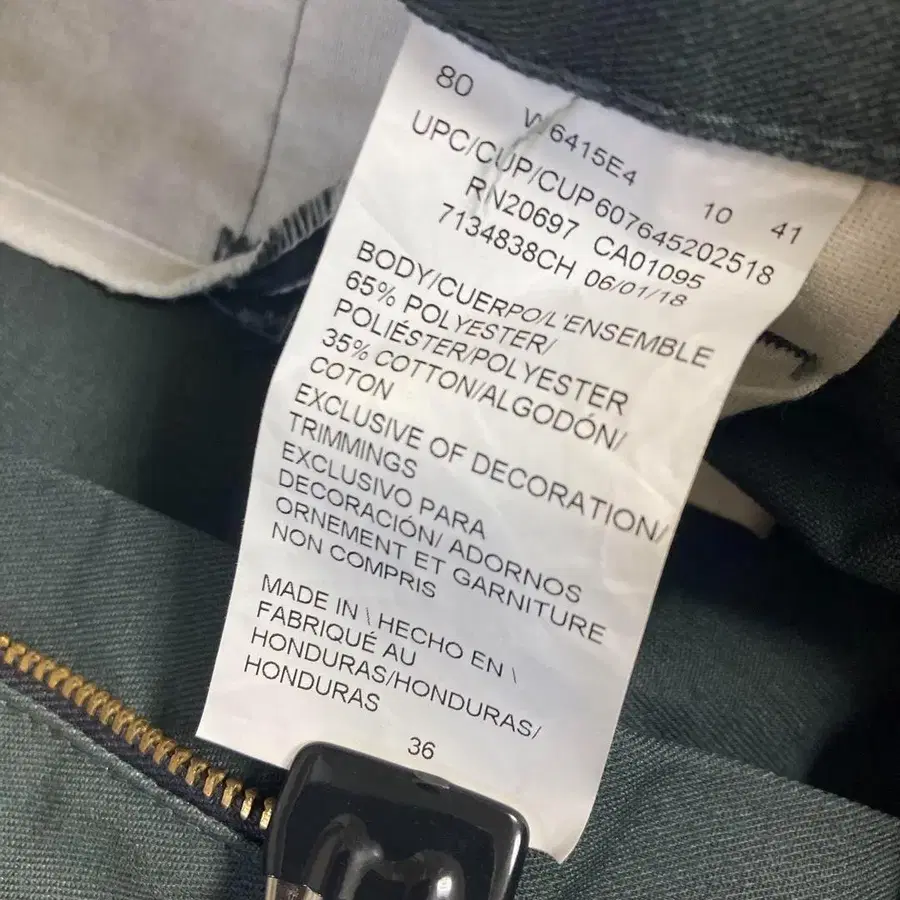 80 W6415E4 10 41
UPC/CUP/CUP607645202518
RN20697 CA01095
7134838CH 06/01/18
BODY/CUERPO/L'ENSEMBLE
65% POLYESTER/
POLIÉSTER/POLYESTER
35% COTTON/ALGODÓN/
COTON
EXCLUSIVE OF DECORATION/
TRIMMINGS
EXCLUSIVO PARA
DECORACIÓN/ ADORNOS
ORNEMENT ET GARNITURE
NON COMPRIS
MADE IN \ HECHO EN \
FABRIQUÉ AU
HONDURAS/HONDURAS/
HONDURAS
36